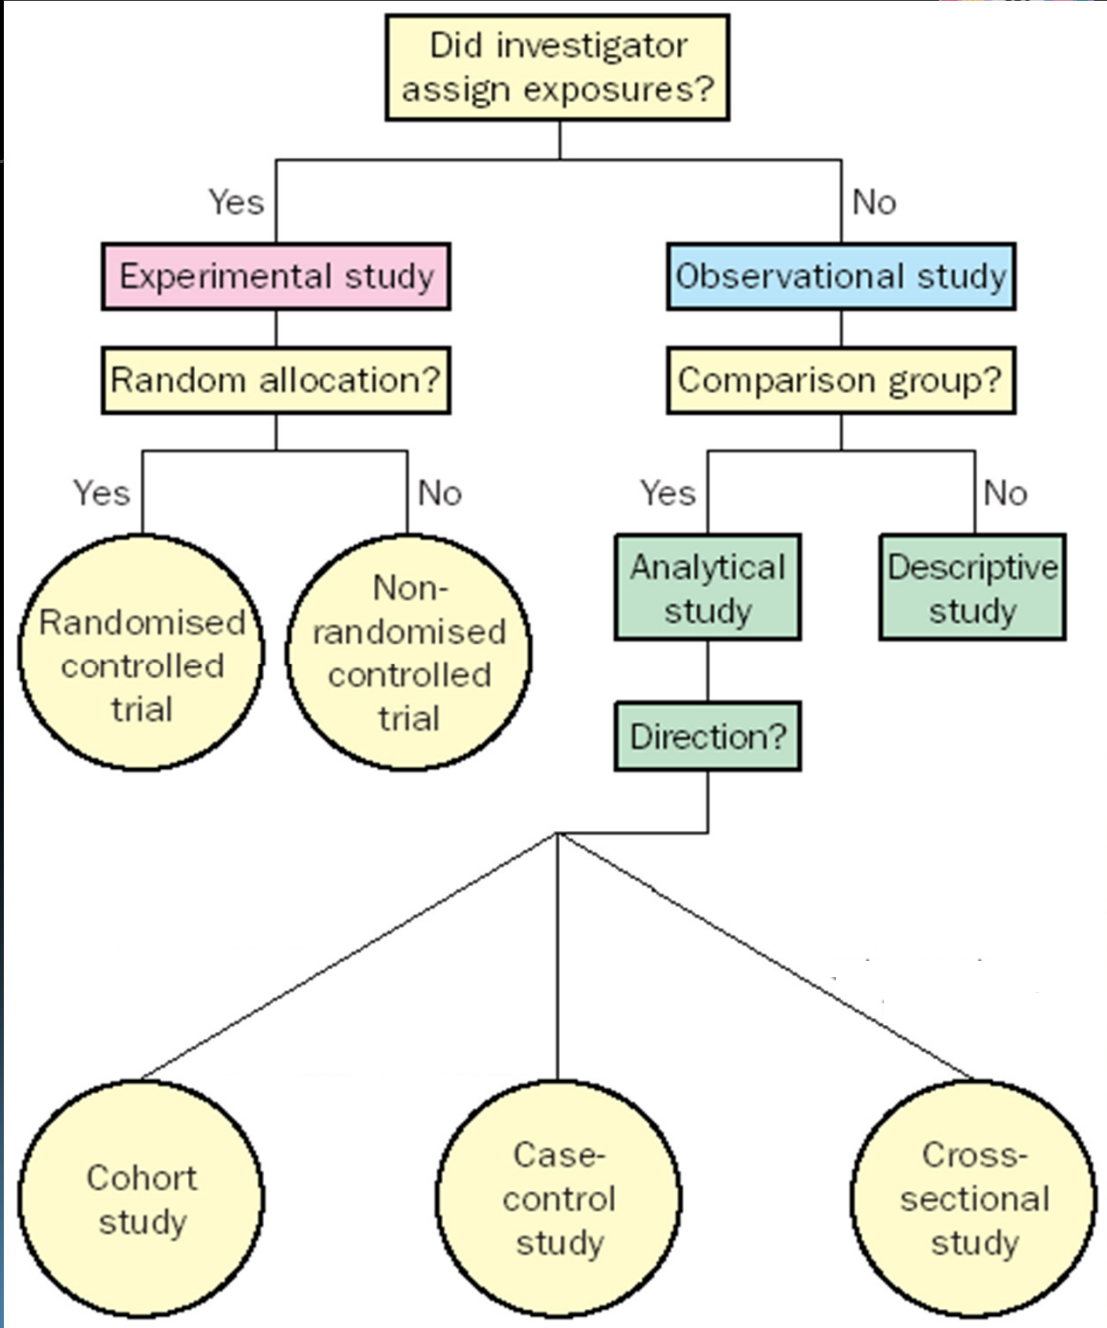 Did investigator
assign exposures?
Yes
No
Experimental study
Observational study
Random allocation?
Comparison group?
Yes
No
Yes
No
Randomised
controlled
trial
Non-
randomised
controlled
trial
Analytical
study
Descriptive
study
Direction?
Cohort
study
Case-
control
study
Cross-
sectional
study